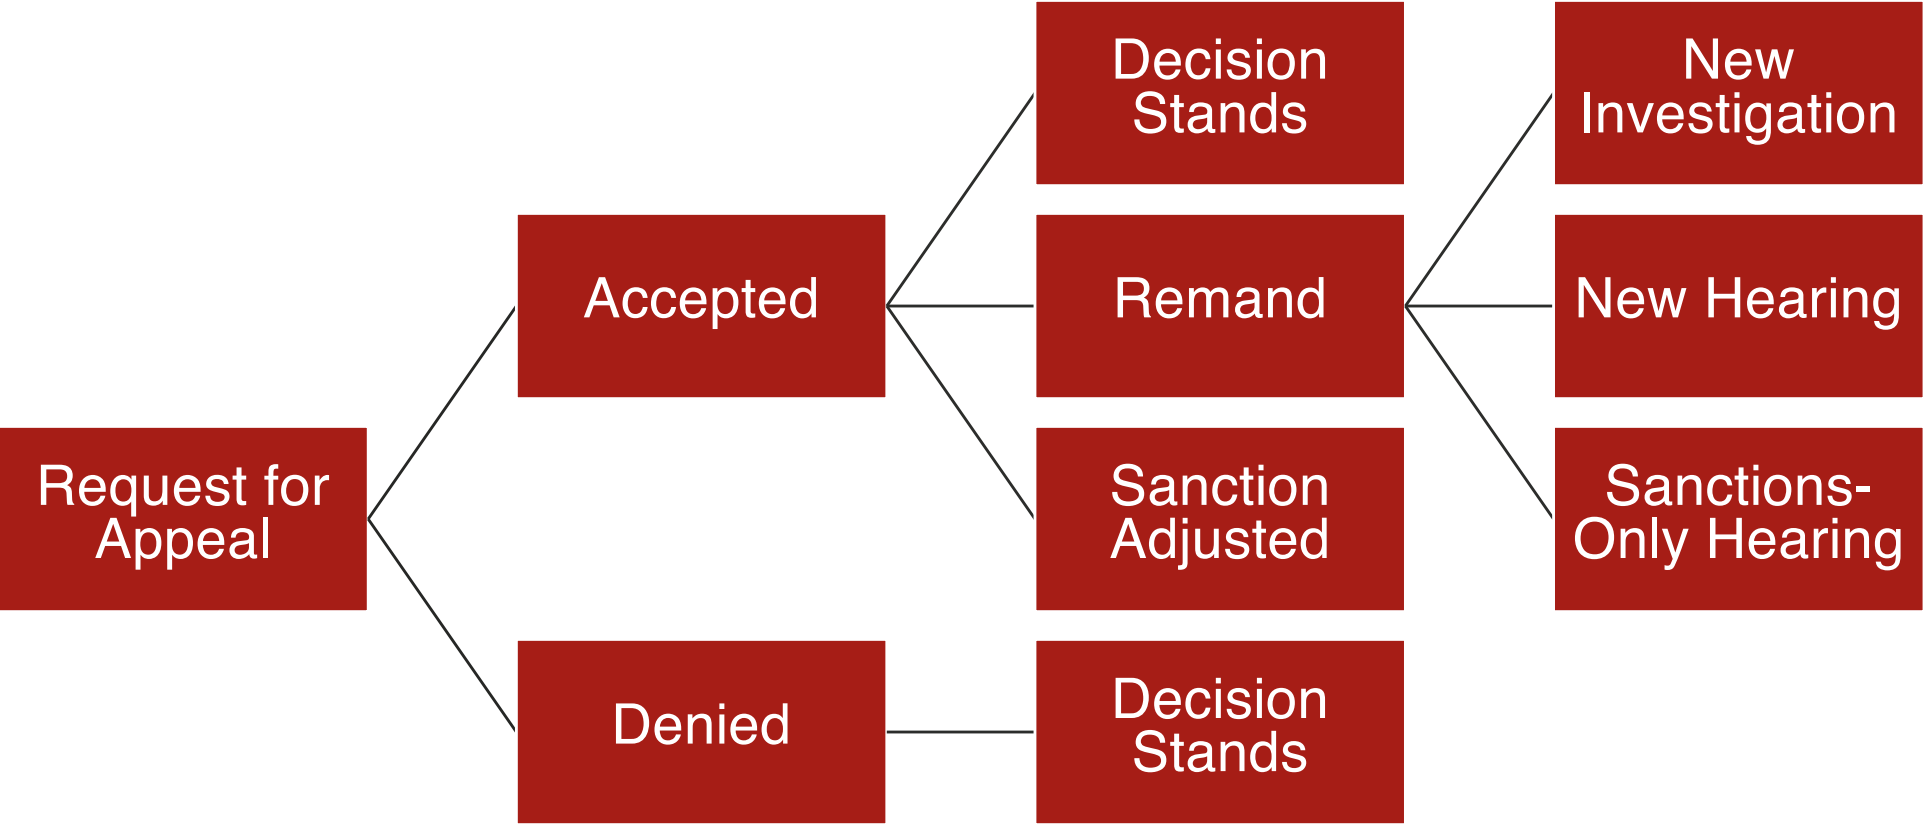 Request for
Appeal
Accepted
Denied
Decision
Stands
Remand
Sanction
Adjusted
Decision
Stands
New
Investigation
New Hearing
Sanctions-
Only Hearing